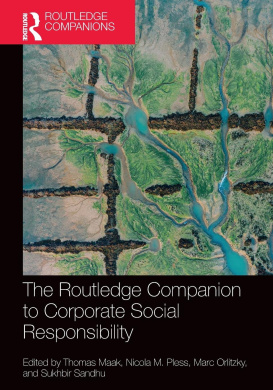 ROUTLEDGE
COMPANIONS
Routledge
The Routledge Companion
to Corporate Social
Responsibility
Edited by Thomas Maak, Nicola M. Pless, Marc Orlitzky,
and Sukhbir Sandhu